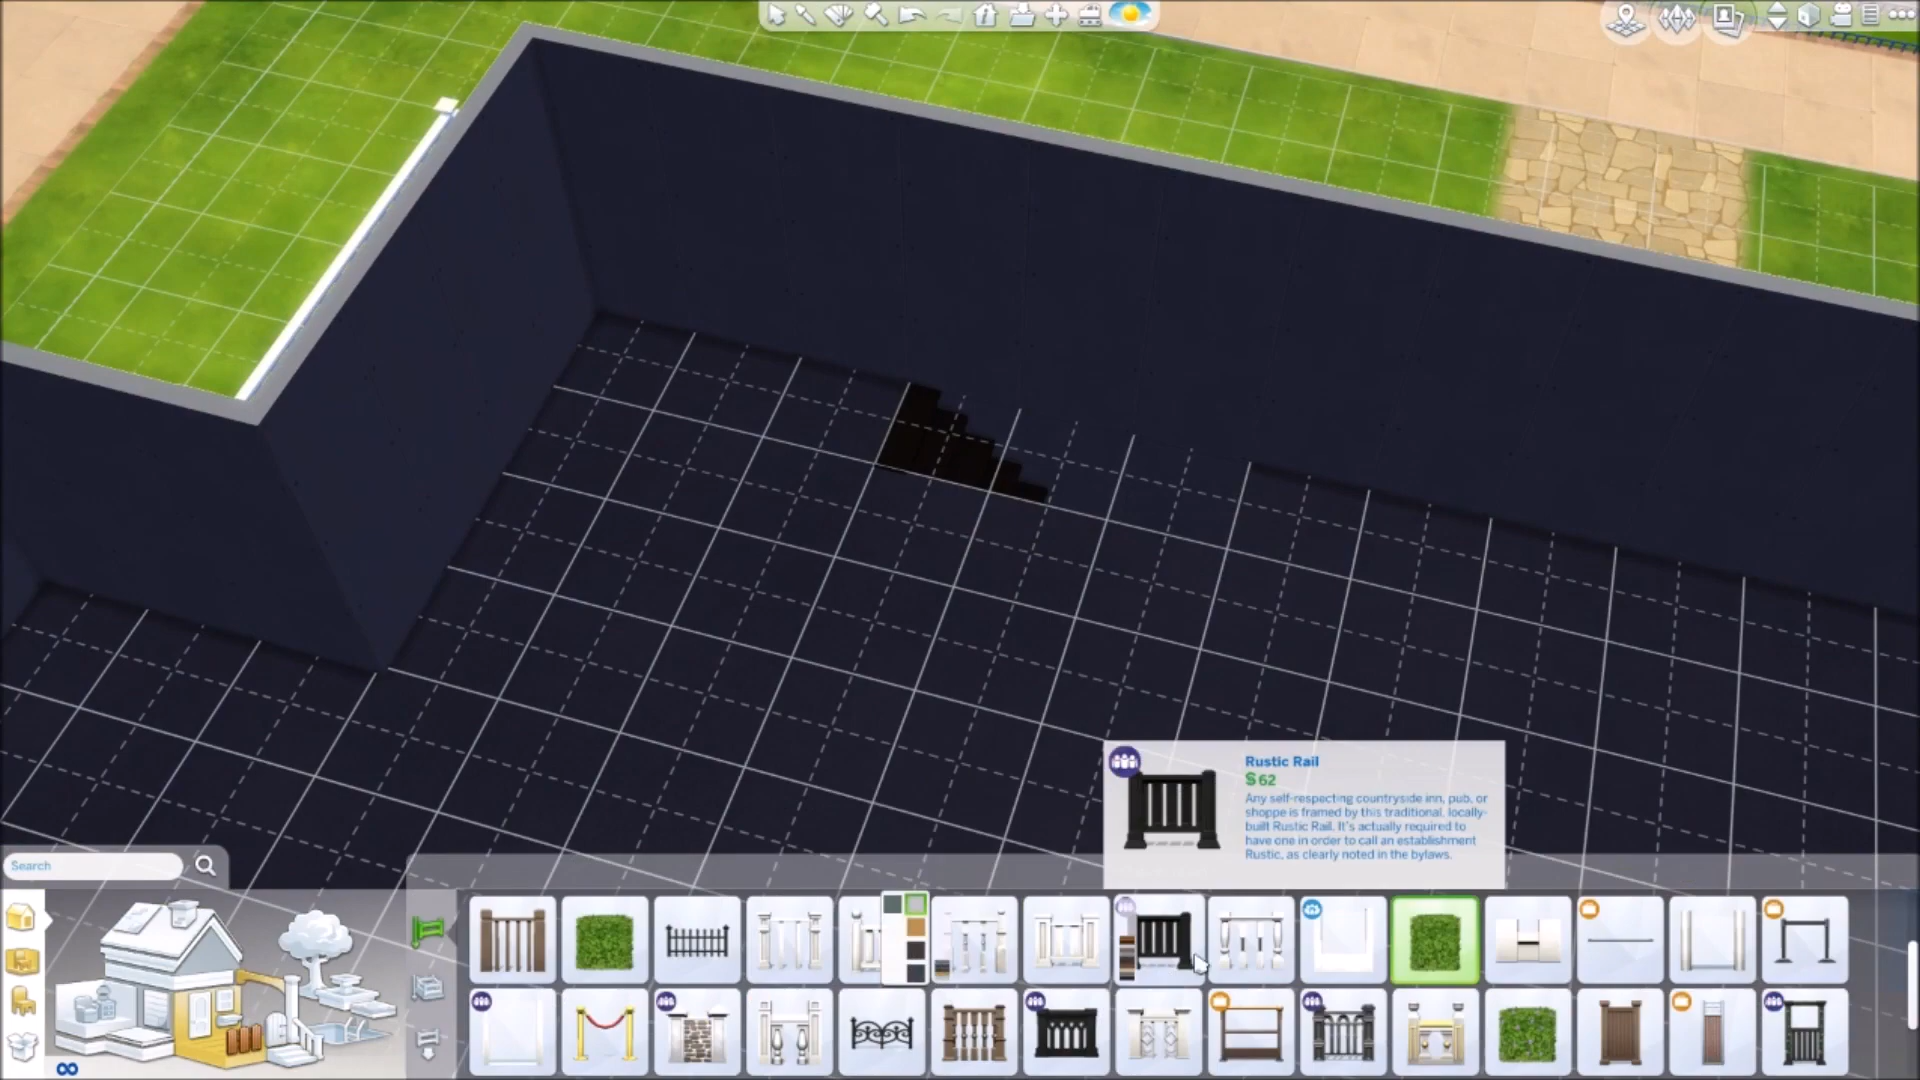 Rustic Rail
$62
Any self-respecting countryside inn, pub, or
shoppe is framed by this traditional, locally-
built Rustic Rail. It's actually required to
have one in order to call an establishment
Rustic, as clearly noted in the bylaws.
Search